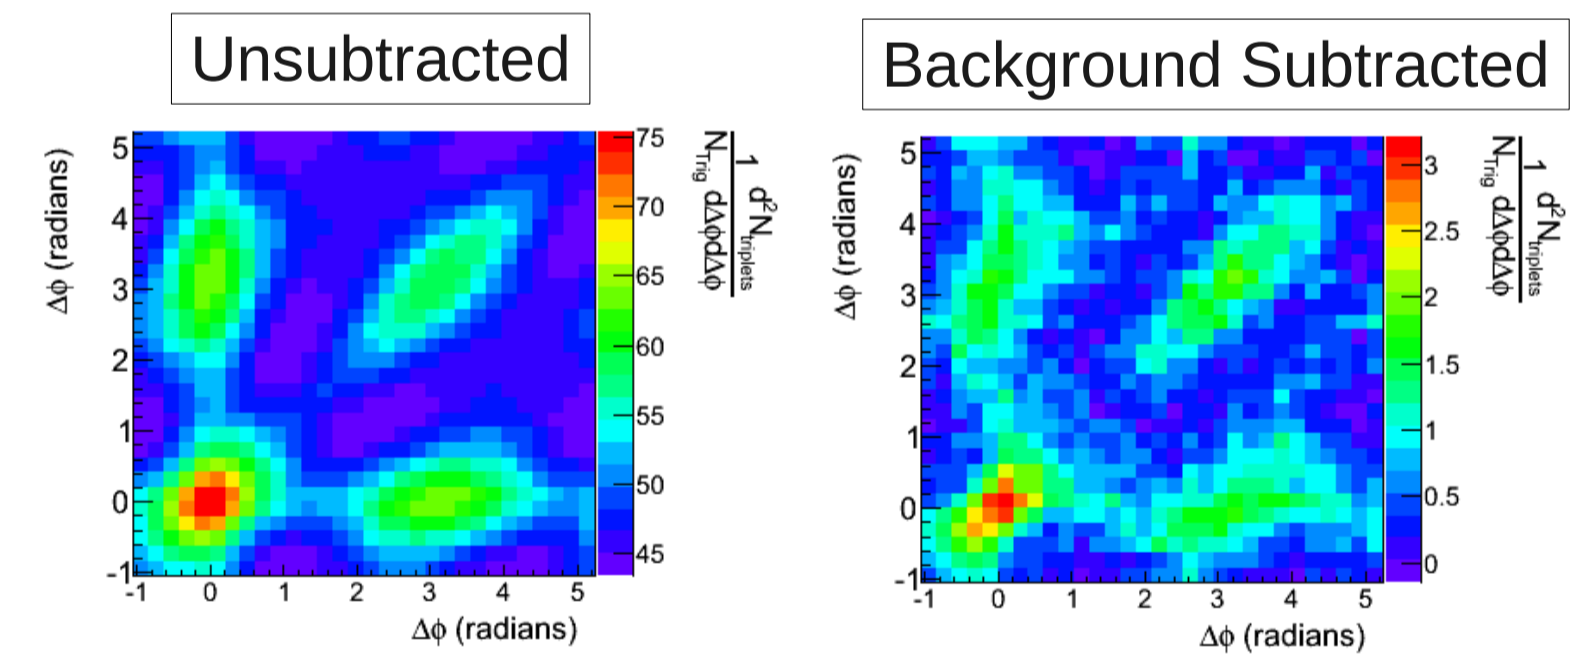 Unsubtracted
Background Subtracted
Δϕ (radians)
5
4
3
2
1
0
-1
-1 0 1 2 3 4 5
Δϕ (radians)
75
70
65
60
55
50
45
1 d²N_triplets
N_Trig dΔϕdΔϕ
Δϕ (radians)
5
4
3
2
1
0
-1
-1 0 1 2 3 4 5
Δϕ (radians)
3
2.5
2
1.5
1
0.5
0
1 d²N_triplets
N_Trig dΔϕdΔϕ